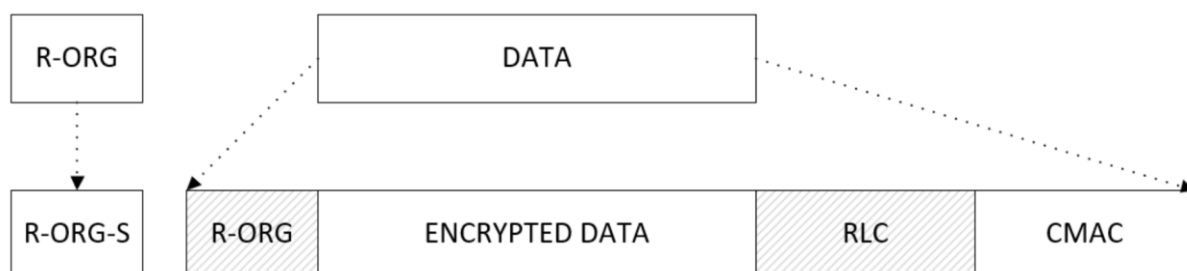 R-ORG
DATA
R-ORG-S
R-ORG
ENCRYPTED DATA
RLC
CMAC